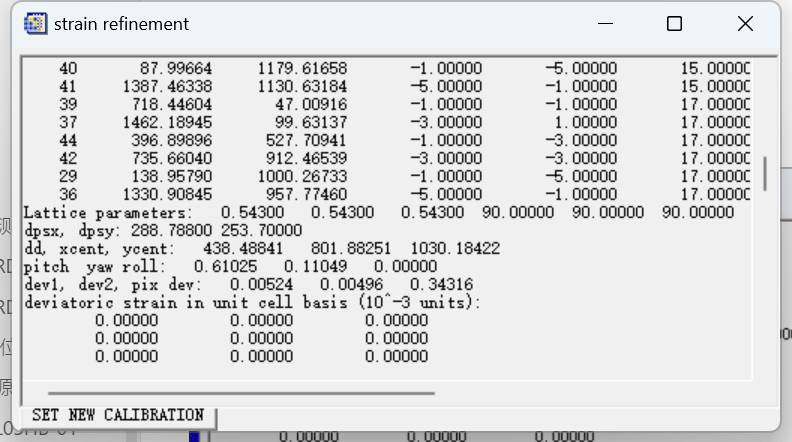 strain refinement
40 87.99664 1179.61658 -1.00000 -5.00000 15.00000
41 1387.46338 1130.63184 -5.00000 -1.00000 15.00000
39 718.44604 47.00916 -1.00000 -1.00000 17.00000
37 1462.18945 99.63137 -3.00000 1.00000 17.00000
44 396.89896 527.70941 -1.00000 -3.00000 17.00000
42 735.66040 912.46539 -3.00000 -3.00000 17.00000
29 138.95790 1000.26733 -1.00000 -5.00000 17.00000
36 1330.90845 957.77460 -5.00000 -1.00000 17.00000
Lattice parameters: 0.54300 0.54300 0.54300 90.00000 90.00000 90.00000
dpsx, dpsy: 288.78800 253.70000
dd, xcent, ycent: 438.48841 801.88251 1030.18422
pitch yaw roll: 0.61025 0.11049 0.00000
dev1, dev2, pix dev: 0.00524 0.00496 0.34316
deviatoric strain in unit cell basis (10^-3 units):
0.00000 0.00000 0.00000
0.00000 0.00000 0.00000
0.00000 0.00000 0.00000
SET NEW CALIBRATION
0.00000 0.00000 0.00000